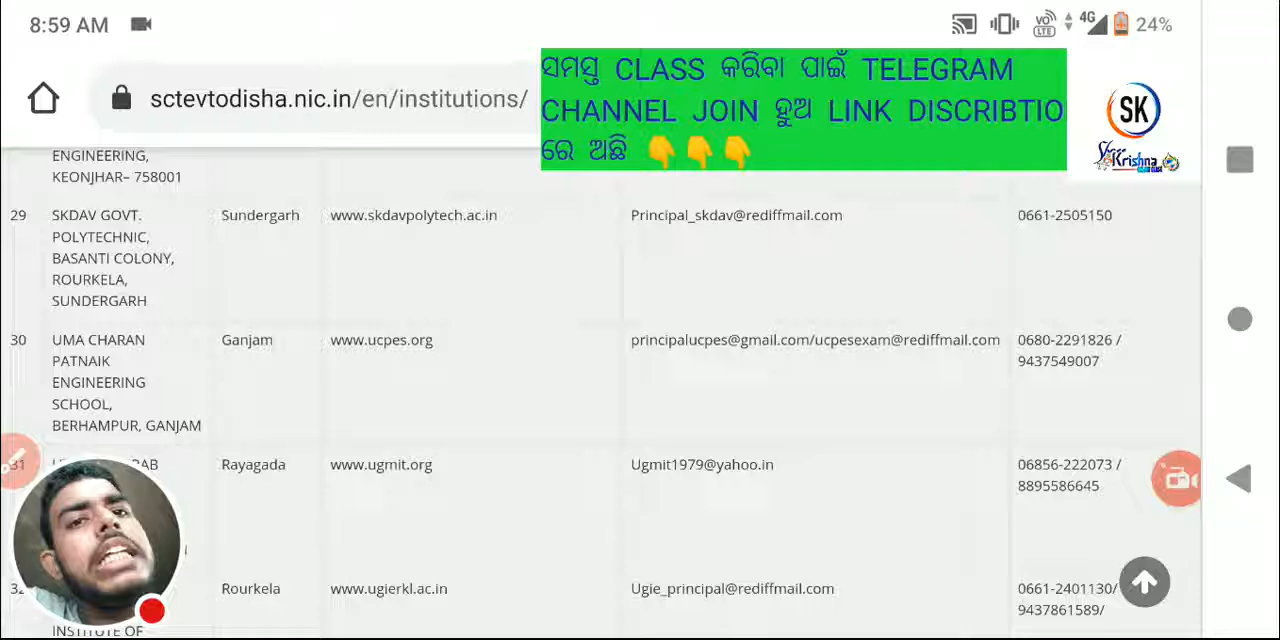 8:59 AM
VO
LTE
4G
24%
sctevtodisha.nic.in/en/institutions/
ସମସ୍ତ CLASS କରିବା ପାଇଁ TELEGRAM
CHANNEL JOIN ହୁଅ LINK DISCRIBTIO
ରେ ଅଛି 👇👇👇
SK
Krishna
ENGINEERING,
KEONJHAR– 758001
29 SKDAV GOVT. Sundergarh www.skdavpolytech.ac.in Principal_skdav@rediffmail.com 0661-2505150
POLYTECHNIC,
BASANTI COLONY,
ROURKELA,
SUNDERGARH
30 UMA CHARAN Ganjam www.ucpes.org principalucpes@gmail.com/ucpesexam@rediffmail.com 0680-2291826 /
PATNAIK 9437549007
ENGINEERING
SCHOOL,
BERHAMPUR, GANJAM
31 Rayagada www.ugmit.org Ugmit1979@yahoo.in 06856-222073 /
8895586645
32 Rourkela www.ugierkl.ac.in Ugie_principal@rediffmail.com 0661-2401130/
9437861589/
INSTITUTE OF